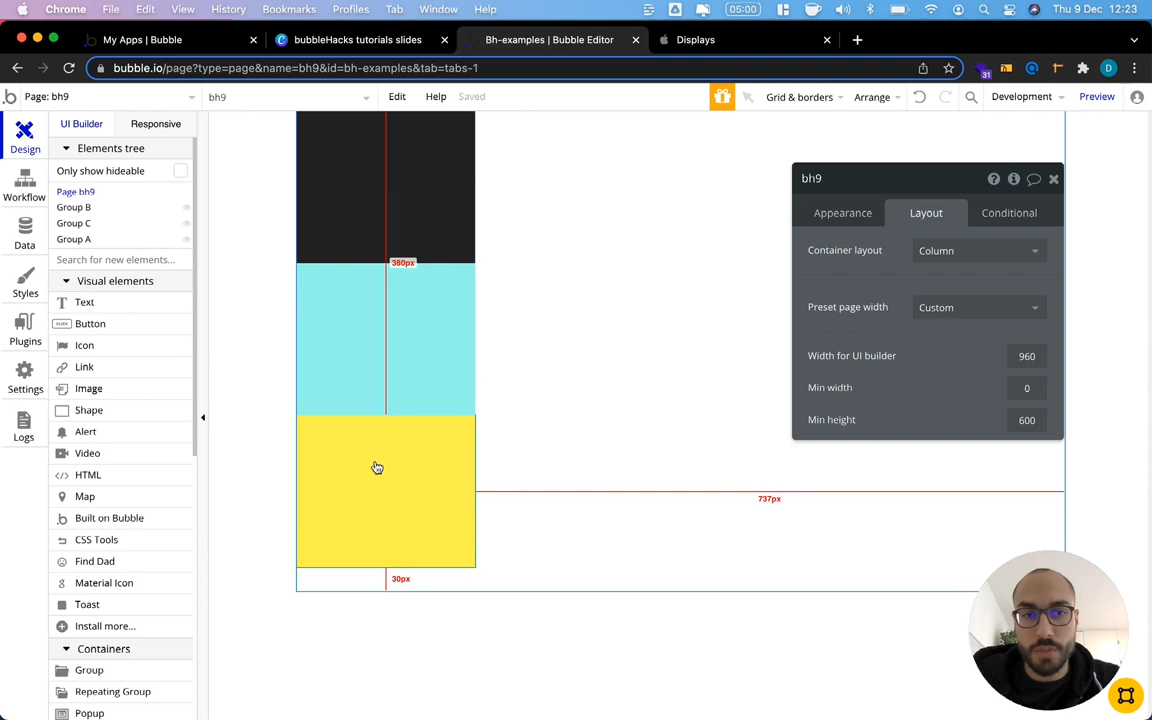 Chrome File Edit View History Bookmarks Profiles Tab Window Help 05:00 Thu 9 Dec 12:23
My Apps | Bubble bubbleHacks tutorials slides Bh-examples | Bubble Editor Displays
bubble.io/page?type=page&name=bh9&id=bh-examples&tab=tabs-1 31 D
Page: bh9 bh9 Edit Help Saved Grid & borders Arrange Development Preview
UI Builder Responsive
Design
Elements tree
Only show hideable
Page bh9
Workflow
Group B
Group C
Group A
Data
Search for new elements...
Styles
Visual elements
Text
CLICK Button
Plugins
Icon
Link
Settings
Image
Shape
Logs
Alert
Video
</> HTML
Map
Built on Bubble
CSS Tools
Find Dad
Material Icon
Toast
Install more...
Containers
Group
Repeating Group
Popup
380px
737px
30px
bh9
Appearance Layout Conditional
Container layout Column
Preset page width Custom
Width for UI builder 960
Min width 0
Min height 600